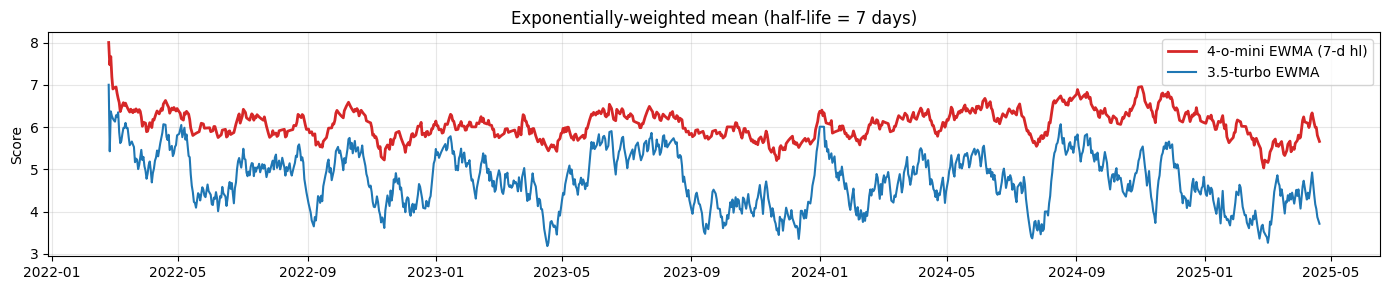 Exponentially-weighted mean (half-life = 7 days)
4-o-mini EWMA (7-d hl)
3.5-turbo EWMA
Score
8
7
6
5
4
3
2022-01 2022-05 2022-09 2023-01 2023-05 2023-09 2024-01 2024-05 2024-09 2025-01 2025-05